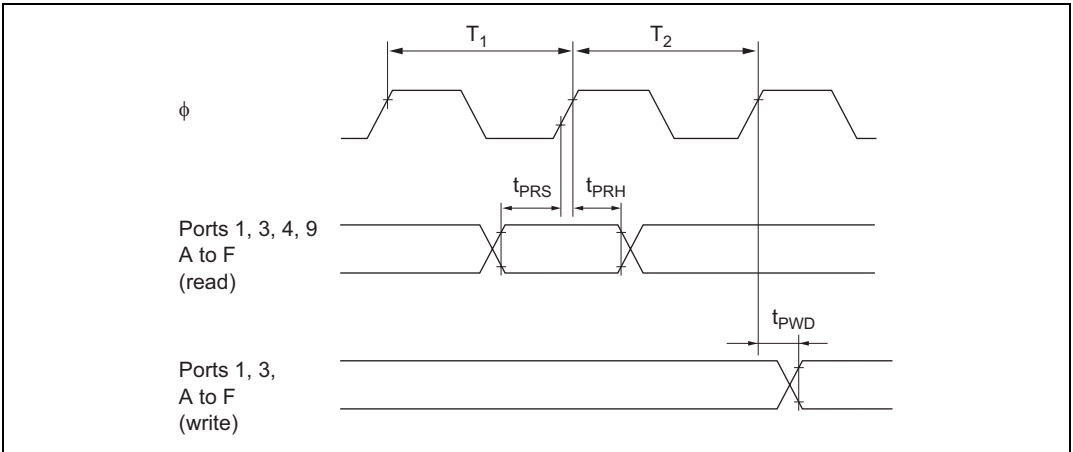 T1 T2
ϕ
tPRS tPRH
Ports 1, 3, 4, 9
A to F
(read)
tPWD
Ports 1, 3,
A to F
(write)